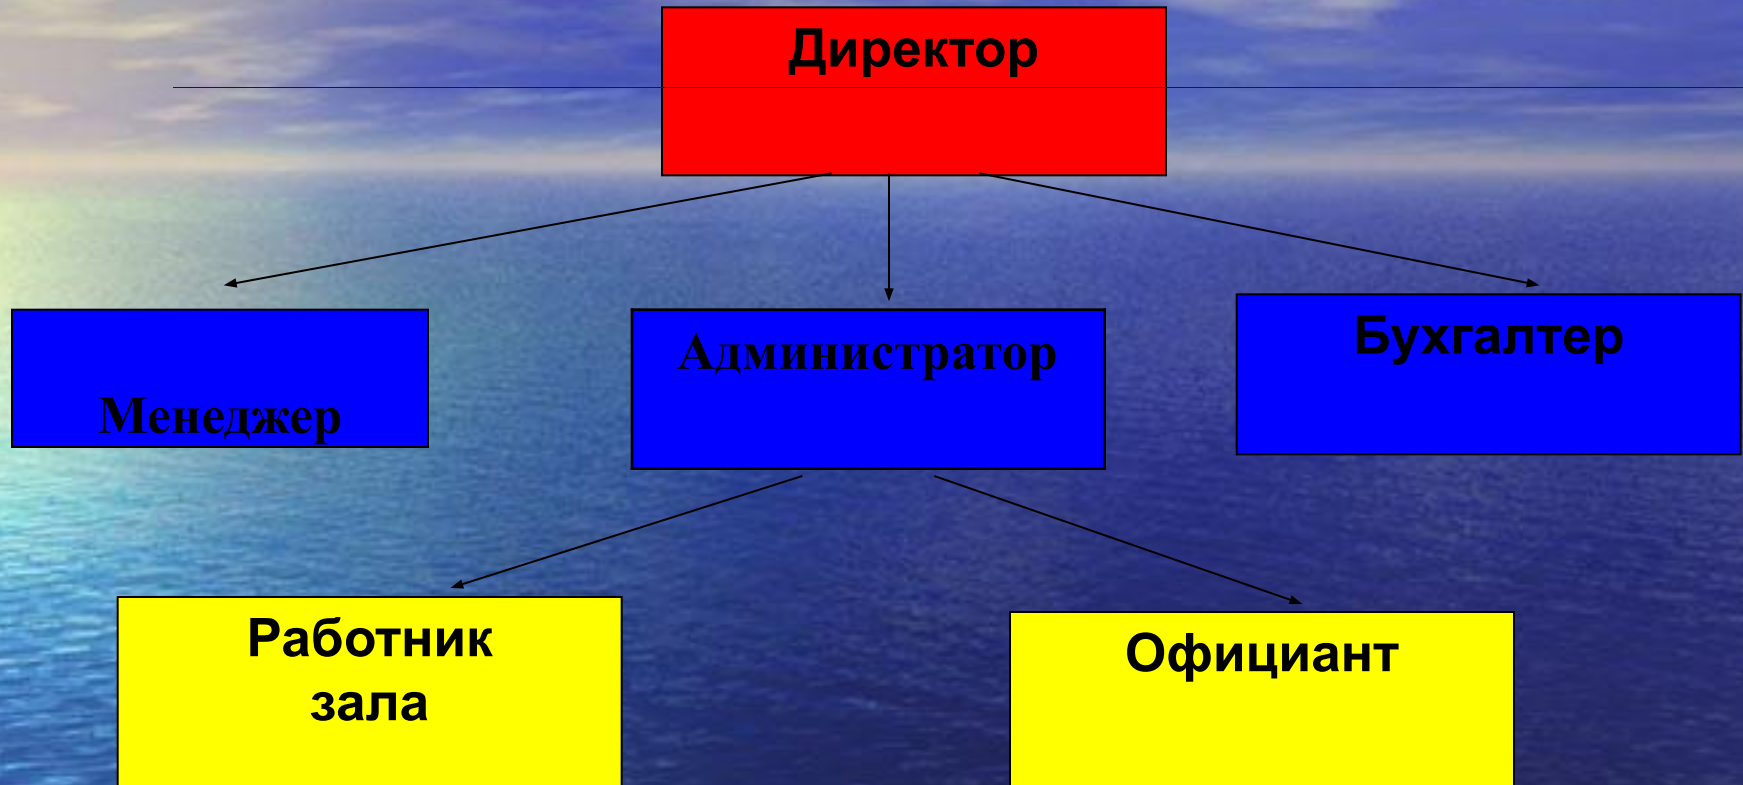 Директор
Менеджер
Администратор
Бухгалтер
Работник
зала
Официант